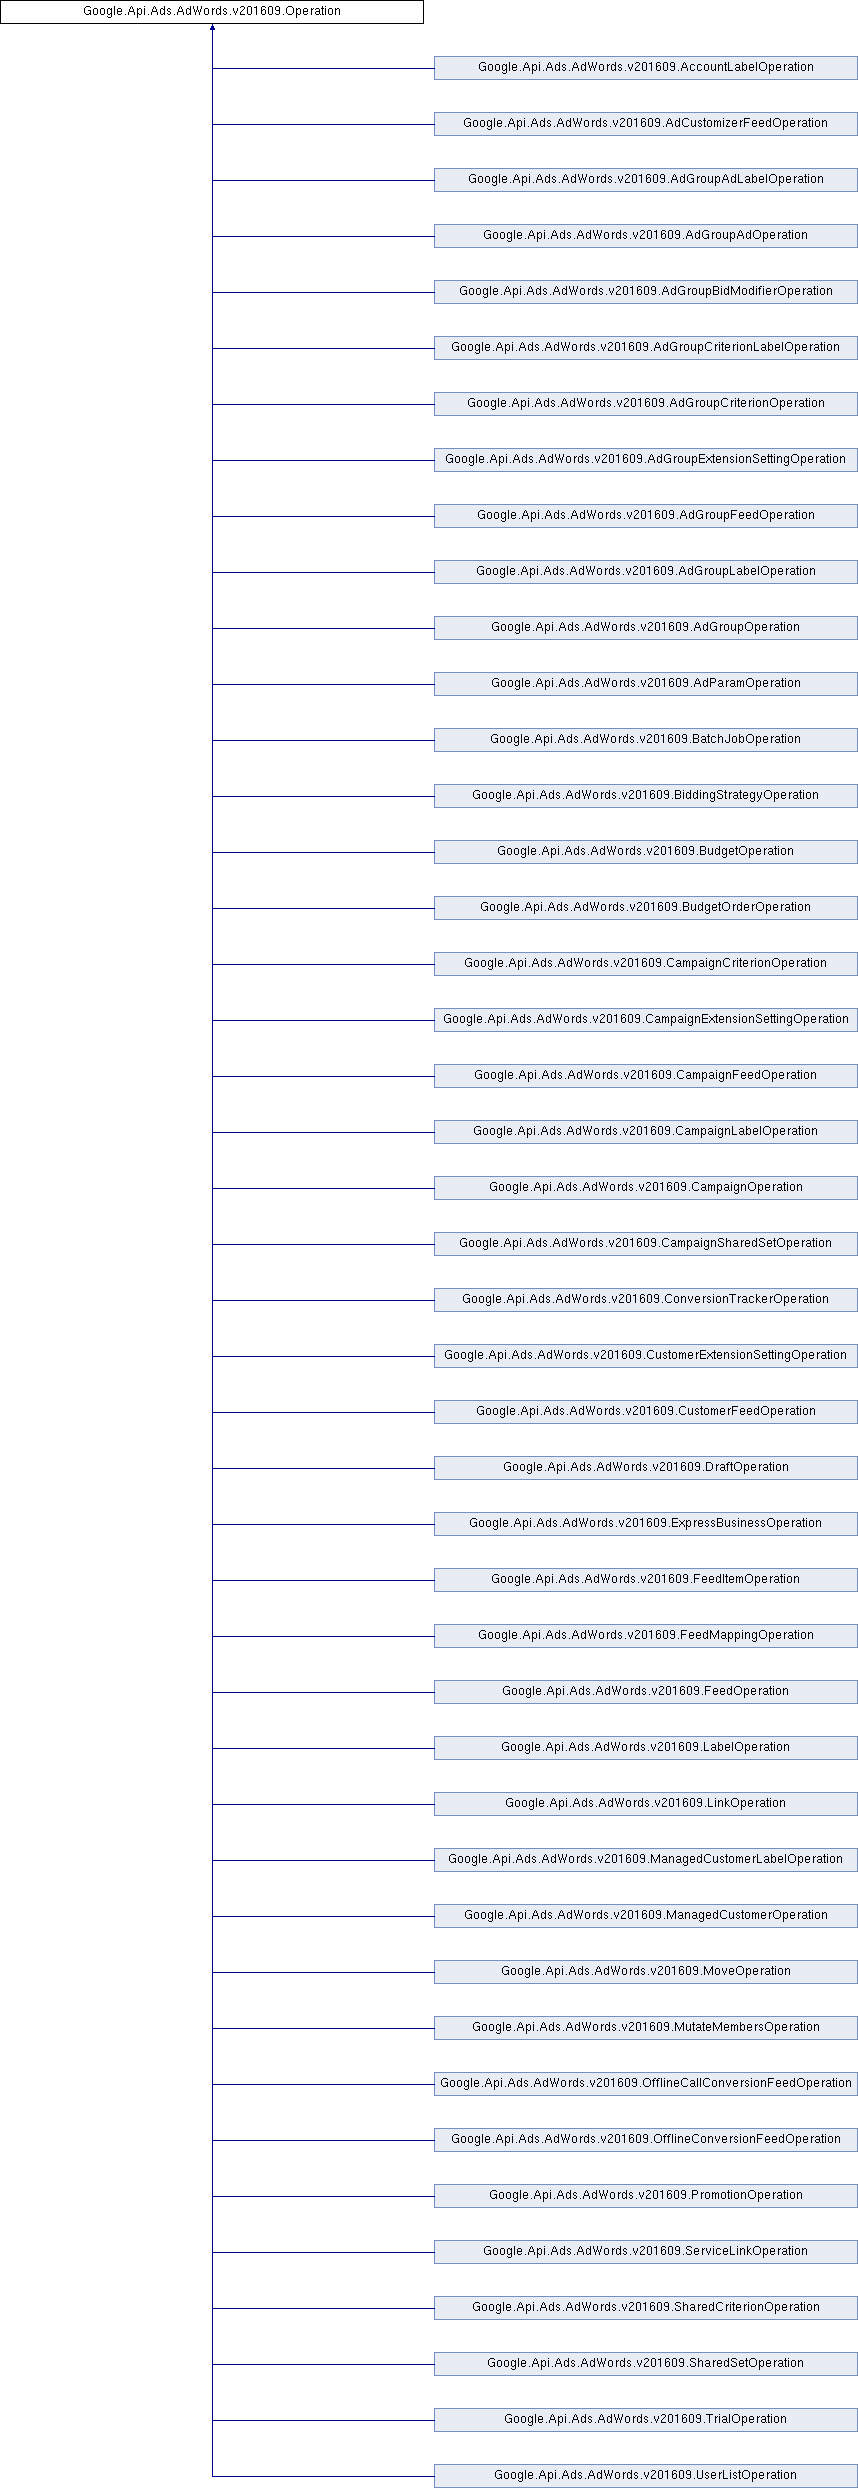 Google.Api.Ads.AdWords.v201609.Operation
Google.Api.Ads.AdWords.v201609.AccountLabelOperation
Google.Api.Ads.AdWords.v201609.AdCustomizerFeedOperation
Google.Api.Ads.AdWords.v201609.AdGroupAdLabelOperation
Google.Api.Ads.AdWords.v201609.AdGroupAdOperation
Google.Api.Ads.AdWords.v201609.AdGroupBidModifierOperation
Google.Api.Ads.AdWords.v201609.AdGroupCriterionLabelOperation
Google.Api.Ads.AdWords.v201609.AdGroupCriterionOperation
Google.Api.Ads.AdWords.v201609.AdGroupExtensionSettingOperation
Google.Api.Ads.AdWords.v201609.AdGroupFeedOperation
Google.Api.Ads.AdWords.v201609.AdGroupLabelOperation
Google.Api.Ads.AdWords.v201609.AdGroupOperation
Google.Api.Ads.AdWords.v201609.AdParamOperation
Google.Api.Ads.AdWords.v201609.BatchJobOperation
Google.Api.Ads.AdWords.v201609.BiddingStrategyOperation
Google.Api.Ads.AdWords.v201609.BudgetOperation
Google.Api.Ads.AdWords.v201609.BudgetOrderOperation
Google.Api.Ads.AdWords.v201609.CampaignCriterionOperation
Google.Api.Ads.AdWords.v201609.CampaignExtensionSettingOperation
Google.Api.Ads.AdWords.v201609.CampaignFeedOperation
Google.Api.Ads.AdWords.v201609.CampaignLabelOperation
Google.Api.Ads.AdWords.v201609.CampaignOperation
Google.Api.Ads.AdWords.v201609.CampaignSharedSetOperation
Google.Api.Ads.AdWords.v201609.ConversionTrackerOperation
Google.Api.Ads.AdWords.v201609.CustomerExtensionSettingOperation
Google.Api.Ads.AdWords.v201609.CustomerFeedOperation
Google.Api.Ads.AdWords.v201609.DraftOperation
Google.Api.Ads.AdWords.v201609.ExpressBusinessOperation
Google.Api.Ads.AdWords.v201609.FeedItemOperation
Google.Api.Ads.AdWords.v201609.FeedMappingOperation
Google.Api.Ads.AdWords.v201609.FeedOperation
Google.Api.Ads.AdWords.v201609.LabelOperation
Google.Api.Ads.AdWords.v201609.LinkOperation
Google.Api.Ads.AdWords.v201609.ManagedCustomerLabelOperation
Google.Api.Ads.AdWords.v201609.ManagedCustomerOperation
Google.Api.Ads.AdWords.v201609.MoveOperation
Google.Api.Ads.AdWords.v201609.MutateMembersOperation
Google.Api.Ads.AdWords.v201609.OfflineCallConversionFeedOperation
Google.Api.Ads.AdWords.v201609.OfflineConversionFeedOperation
Google.Api.Ads.AdWords.v201609.PromotionOperation
Google.Api.Ads.AdWords.v201609.ServiceLinkOperation
Google.Api.Ads.AdWords.v201609.SharedCriterionOperation
Google.Api.Ads.AdWords.v201609.SharedSetOperation
Google.Api.Ads.AdWords.v201609.TrialOperation
Google.Api.Ads.AdWords.v201609.UserListOperation